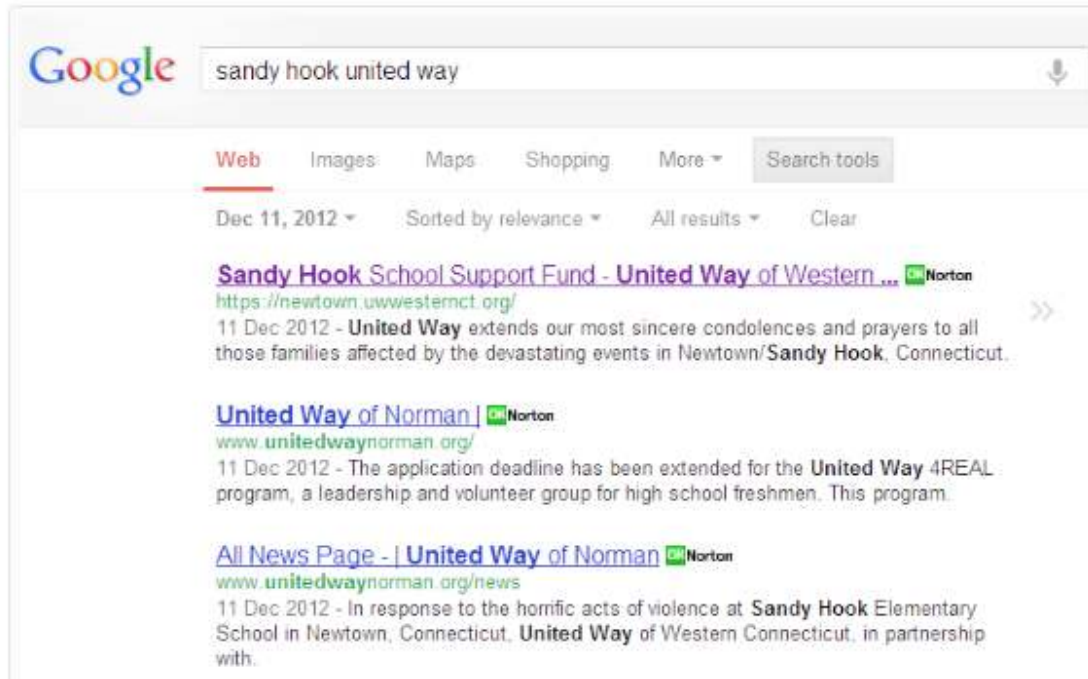 Google sandy hook united way
Web Images Maps Shopping More Search tools
Dec 11, 2012 Sorted by relevance All results Clear
Sandy Hook School Support Fund - United Way of Western ... OK Norton
https://newtown.uwwesternct.org/
11 Dec 2012 - United Way extends our most sincere condolences and prayers to all
those families affected by the devastating events in Newtown/Sandy Hook, Connecticut.
United Way of Norman | OK Norton
www.unitedwaynorman.org/
11 Dec 2012 - The application deadline has been extended for the United Way 4REAL
program, a leadership and volunteer group for high school freshmen. This program.
All News Page - | United Way of Norman OK Norton
www.unitedwaynorman.org/news
11 Dec 2012 - In response to the horrific acts of violence at Sandy Hook Elementary
School in Newtown, Connecticut, United Way of Western Connecticut, in partnership
with.